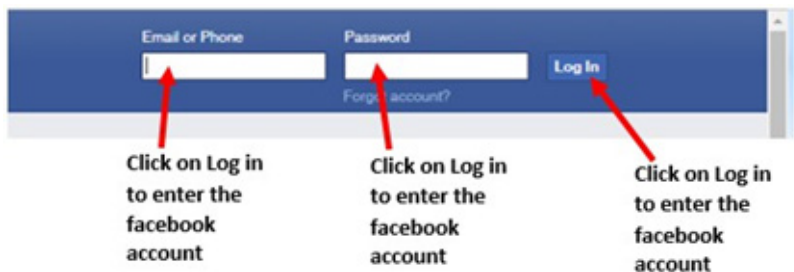 Email or Phone
Password
Log In
Forgot account?
Click on Log in
to enter the
facebook
account
Click on Log in
to enter the
facebook
account
Click on Log in
to enter the
facebook
account